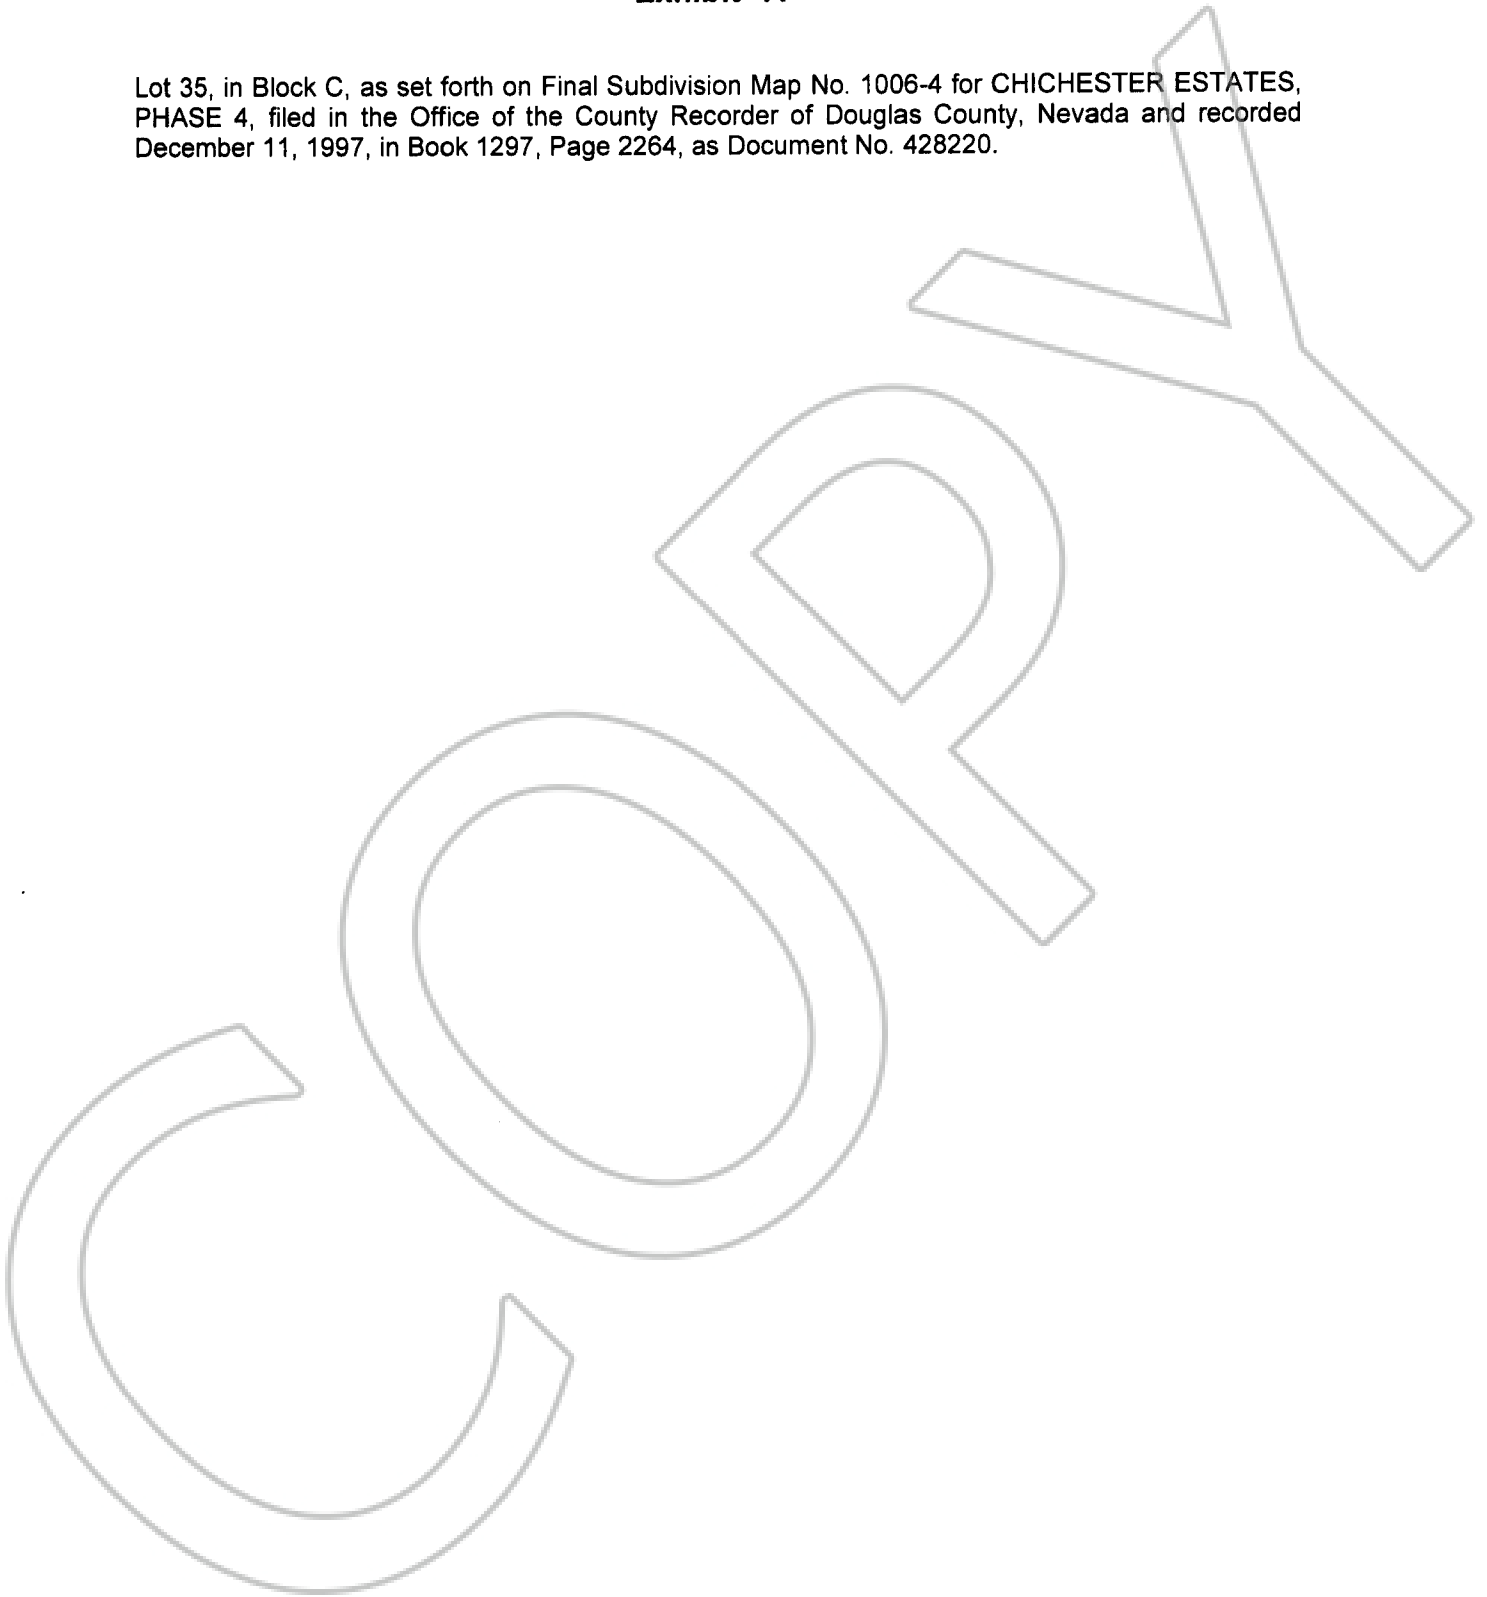 Lot 35, in Block C, as set forth on Final Subdivision Map No. 1006-4 for CHICHESTER ESTATES,
PHASE 4, filed in the Office of the County Recorder of Douglas County, Nevada and recorded
December 11, 1997, in Book 1297, Page 2264, as Document No. 428220.
COPY